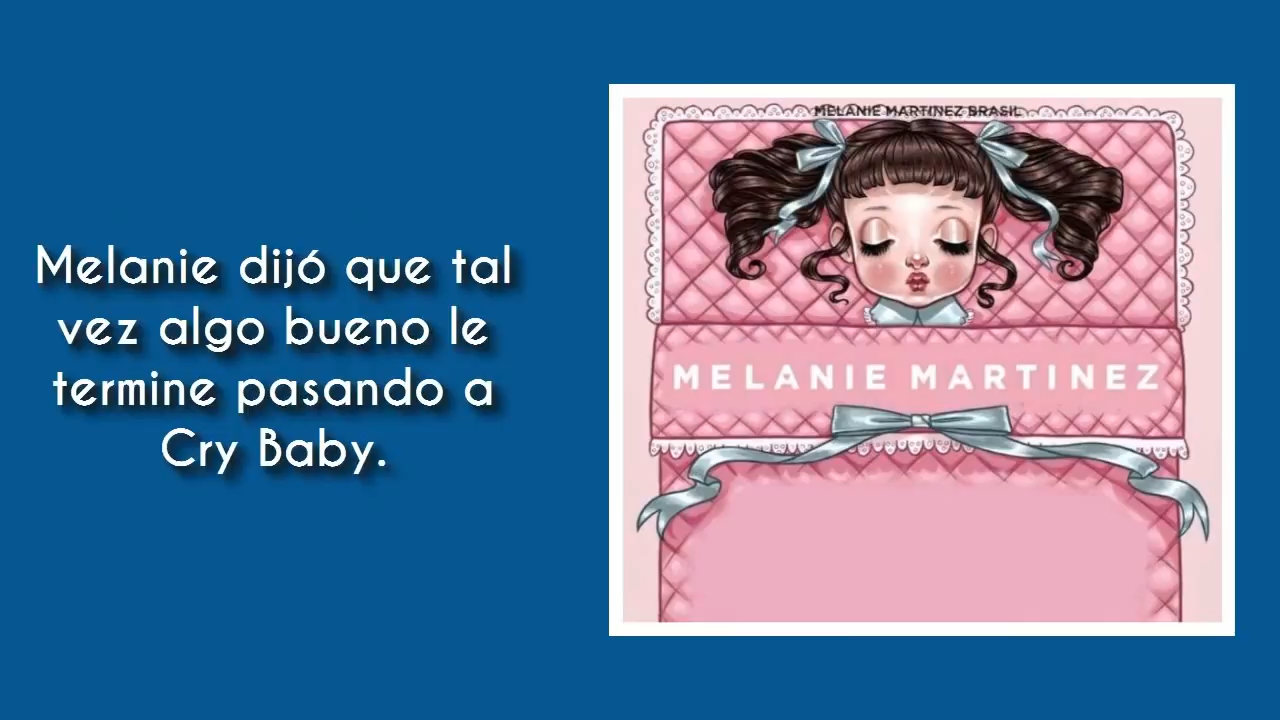 Melanie dijó que tal
vez algo bueno le
termine pasando a
Cry Baby.
MELANIE MARTINEZ BRASIL
MELANIE MARTINEZ